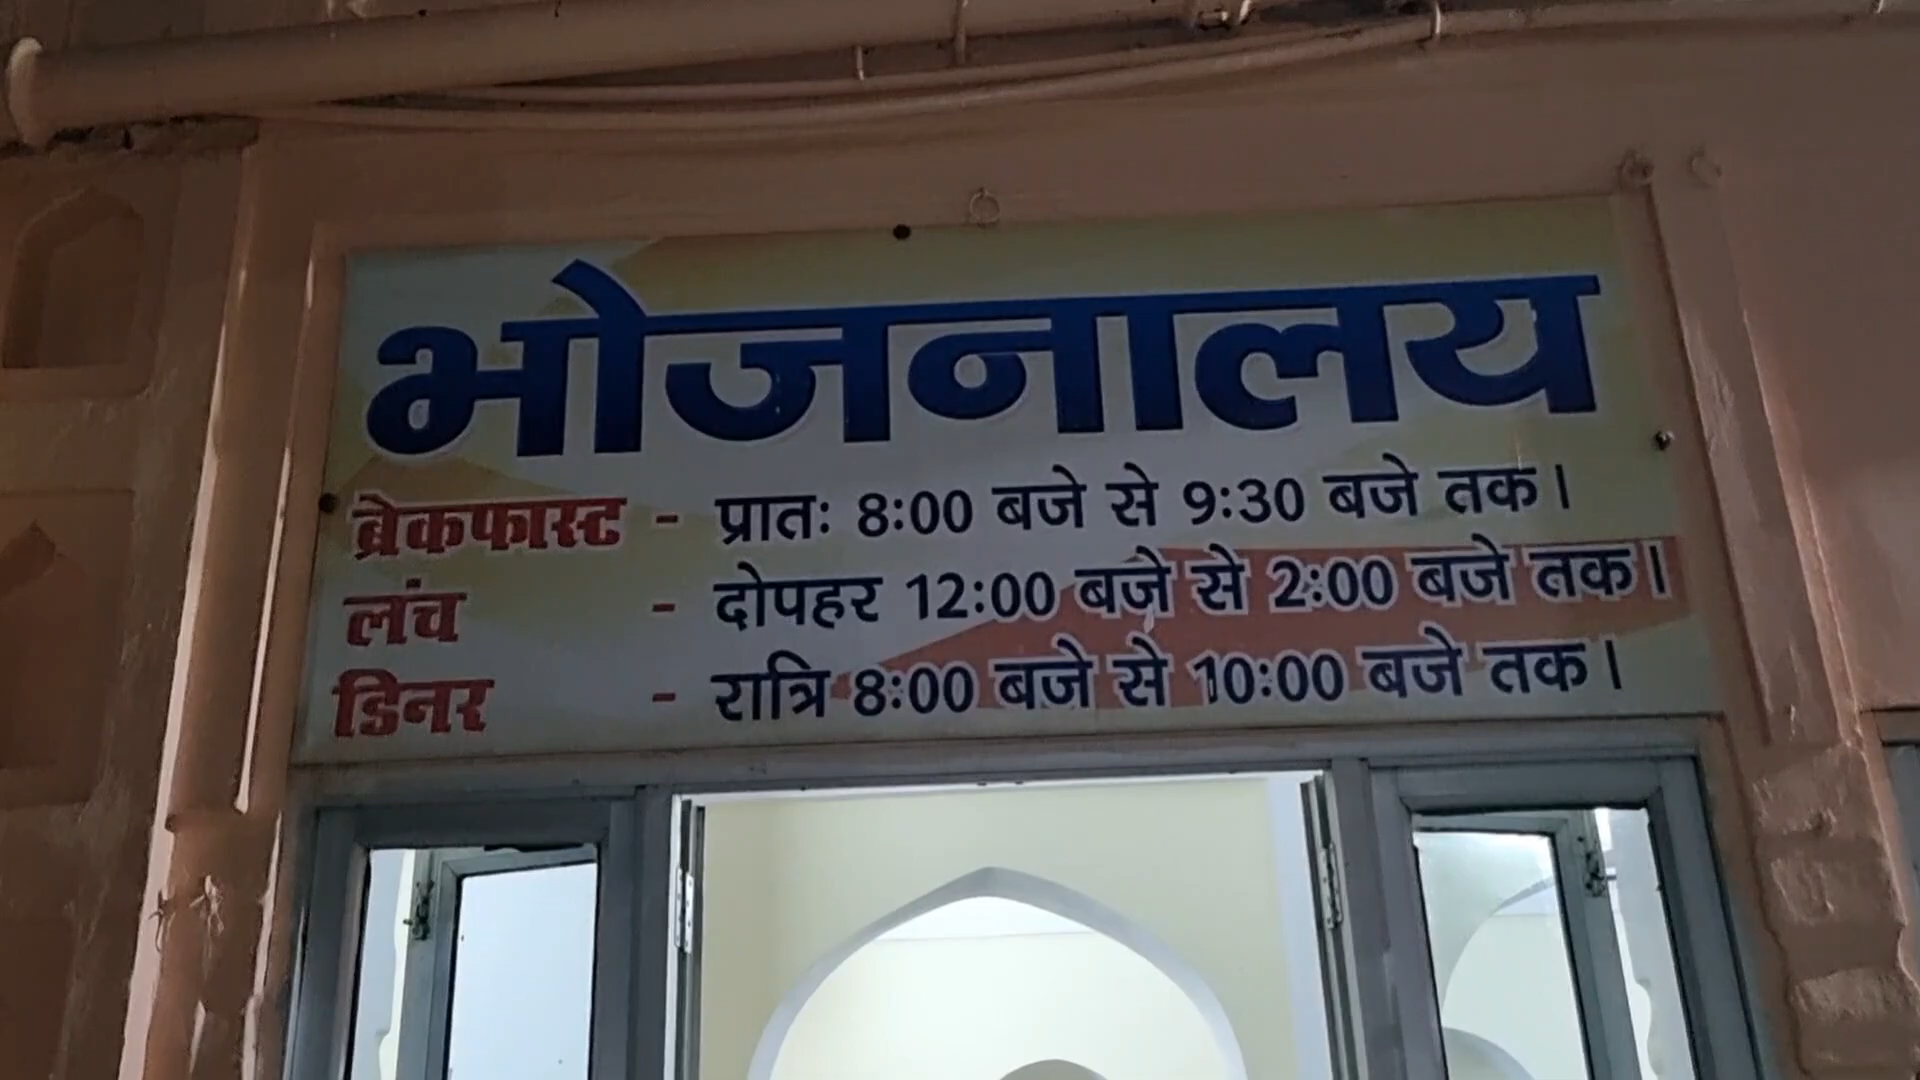 भोजनालय
ब्रेकफास्ट - प्रातः 8:00 बजे से 9:30 बजे तक।
लंच - दोपहर 12:00 बजे से 2:00 बजे तक।
डिनर - रात्रि 8:00 बजे से 10:00 बजे तक।